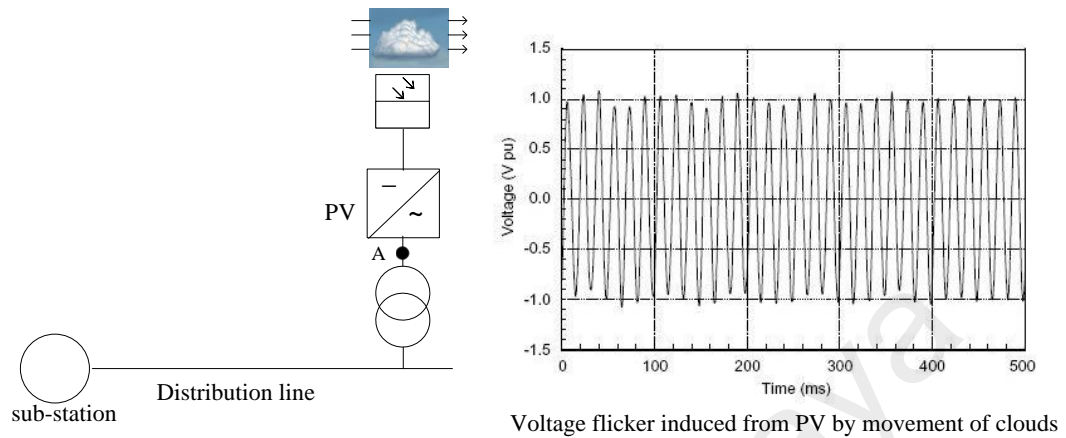 PV
A
sub-station
Distribution line
1.5
1.0
0.5
0.0
-0.5
-1.0
-1.5
Voltage (V pu)
0 100 200 300 400 500
Time (ms)
Voltage flicker induced from PV by movement of clouds